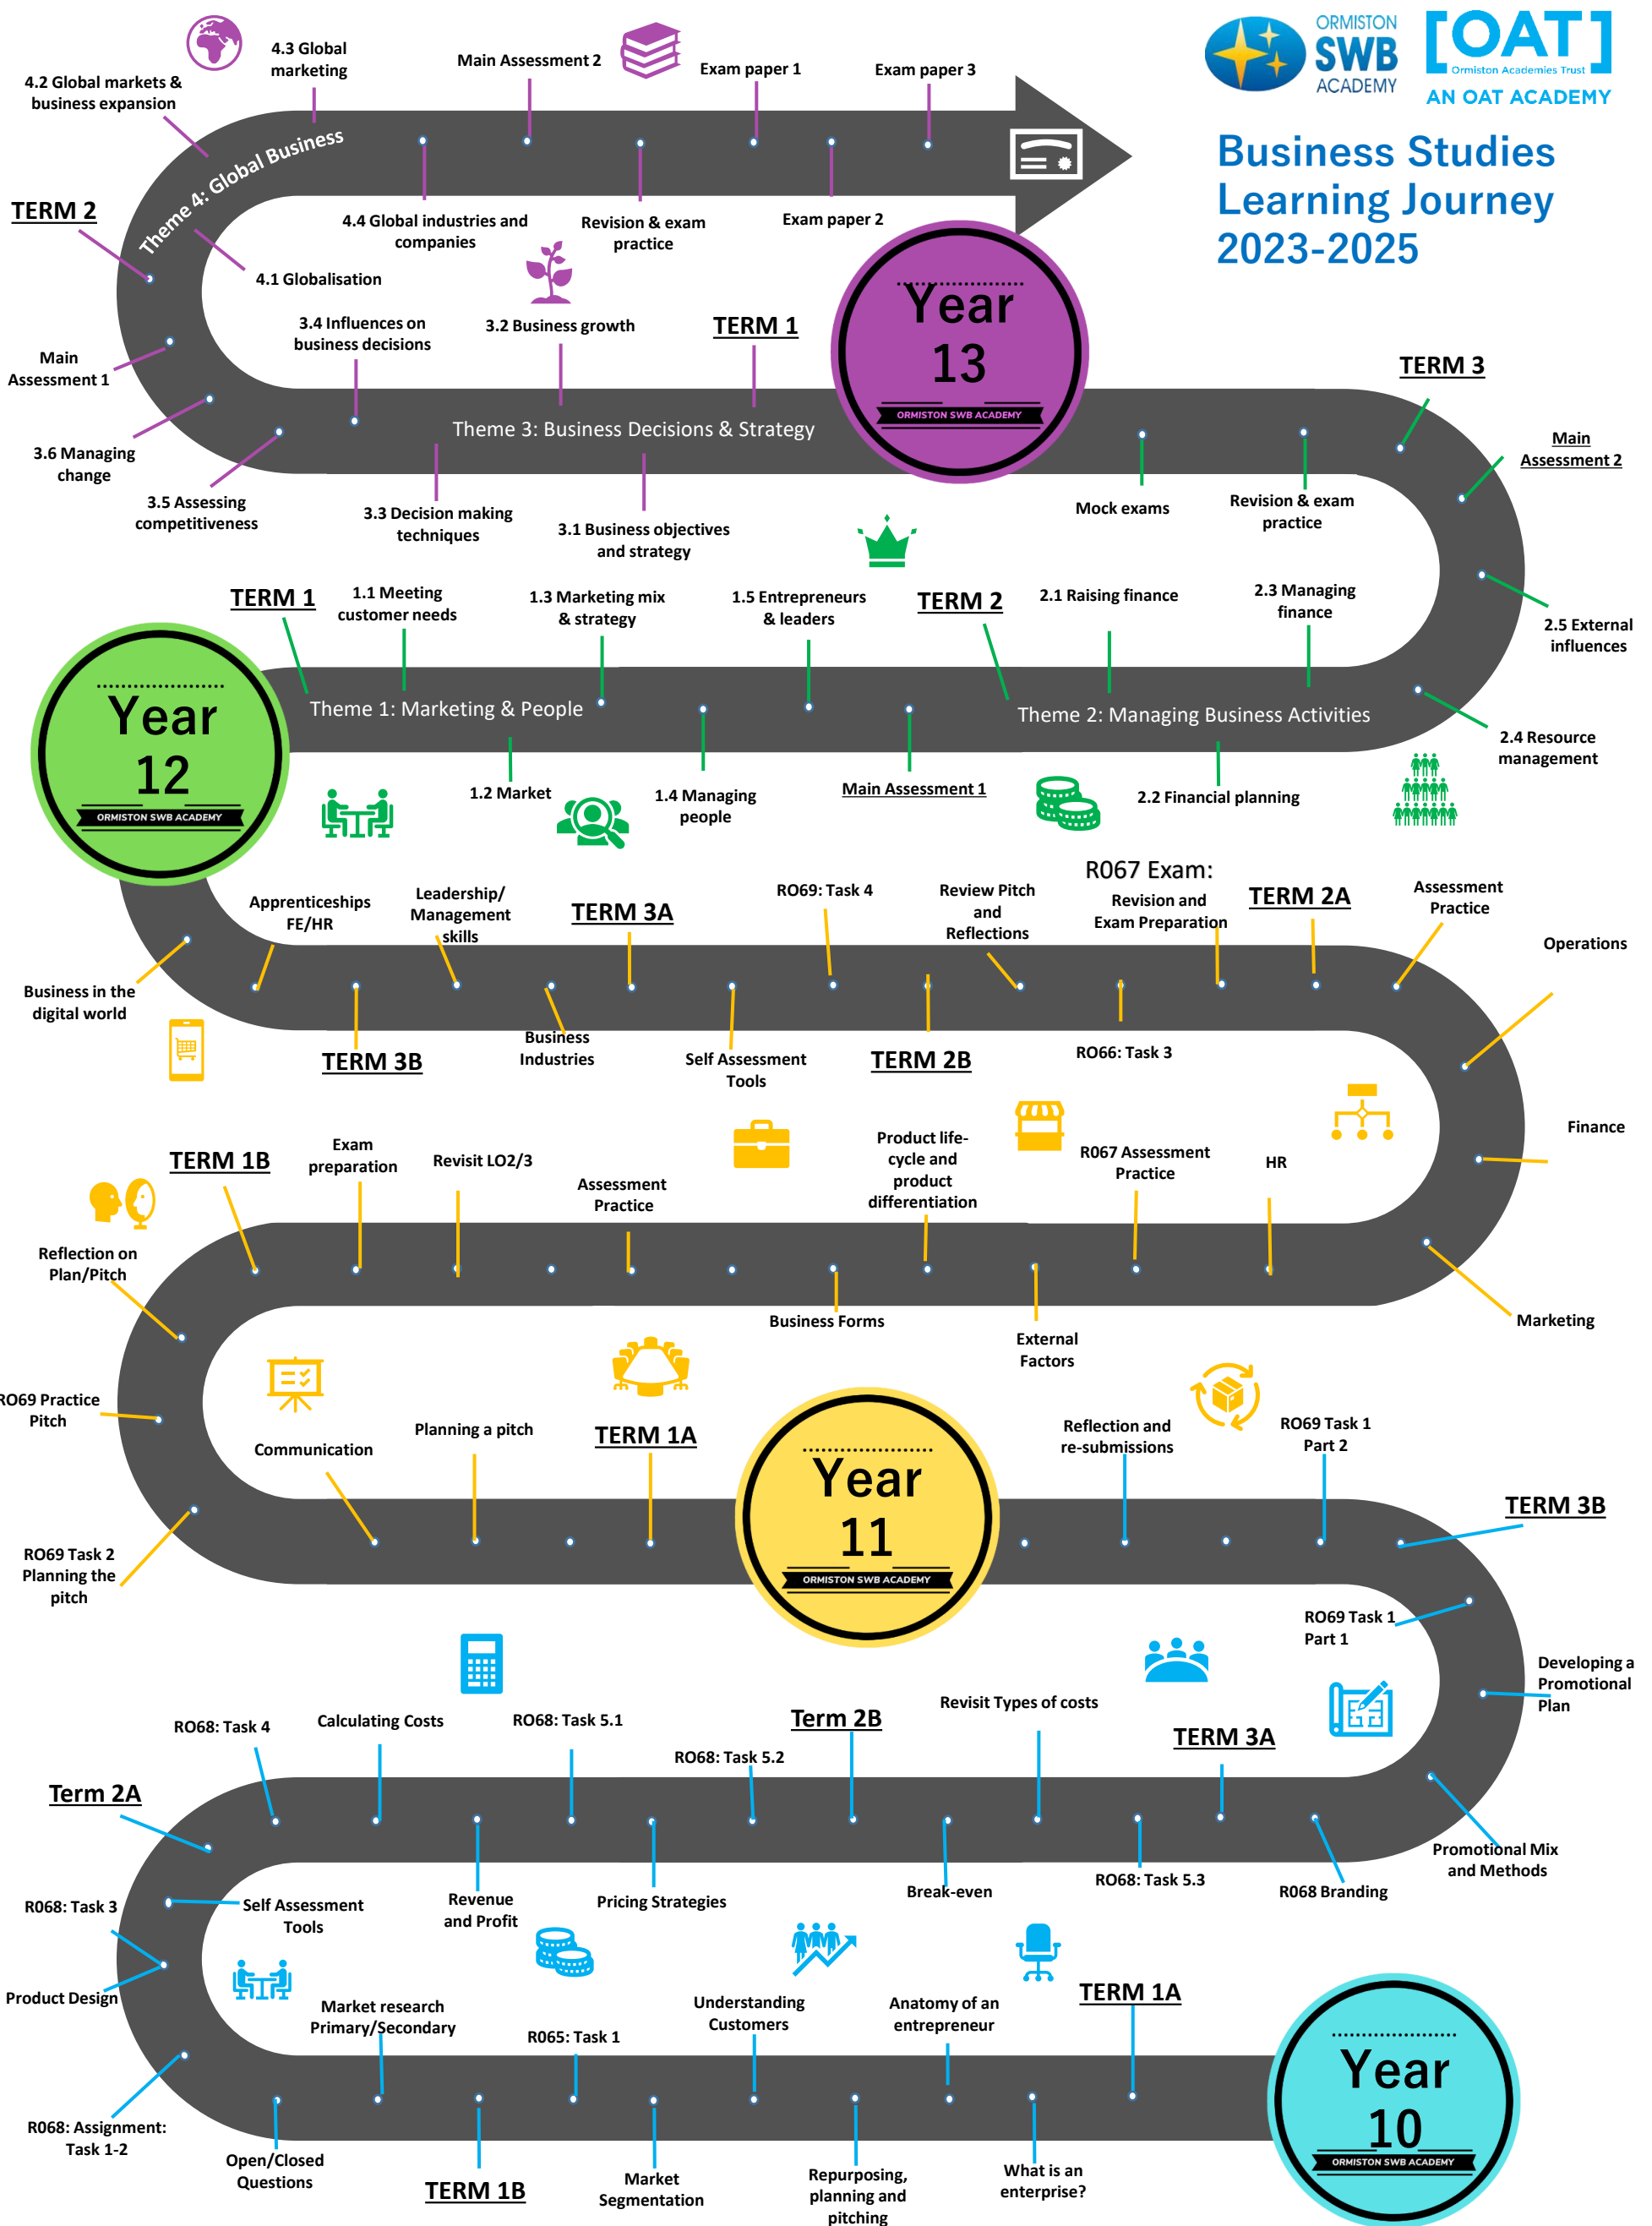 ORMISTON
SWB
ACADEMY
[OAT]
Ormiston Academies Trust
AN OAT ACADEMY
Business Studies
Learning Journey
2023-2025
4.3 Global
marketing
4.2 Global markets &
business expansion
Main Assessment 2
Exam paper 1
Exam paper 3
Theme 4: Global Business
TERM 2
4.4 Global industries and
companies
Revision & exam
practice
Exam paper 2
4.1 Globalisation
3.4 Influences on
business decisions
3.2 Business growth
TERM 1
Year
13
ORMISTON SWB ACADEMY
Main
Assessment 1
Theme 3: Business Decisions & Strategy
3.6 Managing
change
3.5 Assessing
competitiveness
3.3 Decision making
techniques
3.1 Business objectives
and strategy
Mock exams
Revision & exam
practice
TERM 3
Main
Assessment 2
TERM 1
1.1 Meeting
customer needs
1.3 Marketing mix
& strategy
1.5 Entrepreneurs
& leaders
TERM 2
2.1 Raising finance
2.3 Managing
finance
2.5 External
influences
Year
12
ORMISTON SWB ACADEMY
Theme 1: Marketing & People
Theme 2: Managing Business Activities
2.4 Resource
management
1.2 Market
1.4 Managing
people
Main Assessment 1
2.2 Financial planning
Apprenticeships
FE/HR
Leadership/
Management
skills
TERM 3A
RO69: Task 4
Review Pitch
and
Reflections
R067 Exam:
Revision and
Exam Preparation
TERM 2A
Assessment
Practice
Operations
Business in the
digital world
TERM 3B
Business
Industries
Self Assessment
Tools
TERM 2B
RO66: Task 3
Finance
TERM 1B
Exam
preparation
Revisit LO2/3
Assessment
Practice
Product life-
cycle and
product
differentiation
R067 Assessment
Practice
HR
Reflection on
Plan/Pitch
Business Forms
External
Factors
Marketing
RO69 Practice
Pitch
Communication
Planning a pitch
TERM 1A
Year
11
ORMISTON SWB ACADEMY
Reflection and
re-submissions
RO69 Task 1
Part 2
TERM 3B
RO69 Task 2
Planning the
pitch
RO69 Task 1
Part 1
Developing a
Promotional
Plan
RO68: Task 4
Calculating Costs
RO68: Task 5.1
RO68: Task 5.2
Term 2B
Revisit Types of costs
TERM 3A
Term 2A
Promotional Mix
and Methods
R068: Task 3
Self Assessment
Tools
Revenue
and Profit
Pricing Strategies
Break-even
RO68: Task 5.3
R068 Branding
Product Design
Market research
Primary/Secondary
R065: Task 1
Understanding
Customers
Anatomy of an
entrepreneur
TERM 1A
Year
10
ORMISTON SWB ACADEMY
R068: Assignment:
Task 1-2
Open/Closed
Questions
TERM 1B
Market
Segmentation
Repurposing,
planning and
pitching
What is an
enterprise?